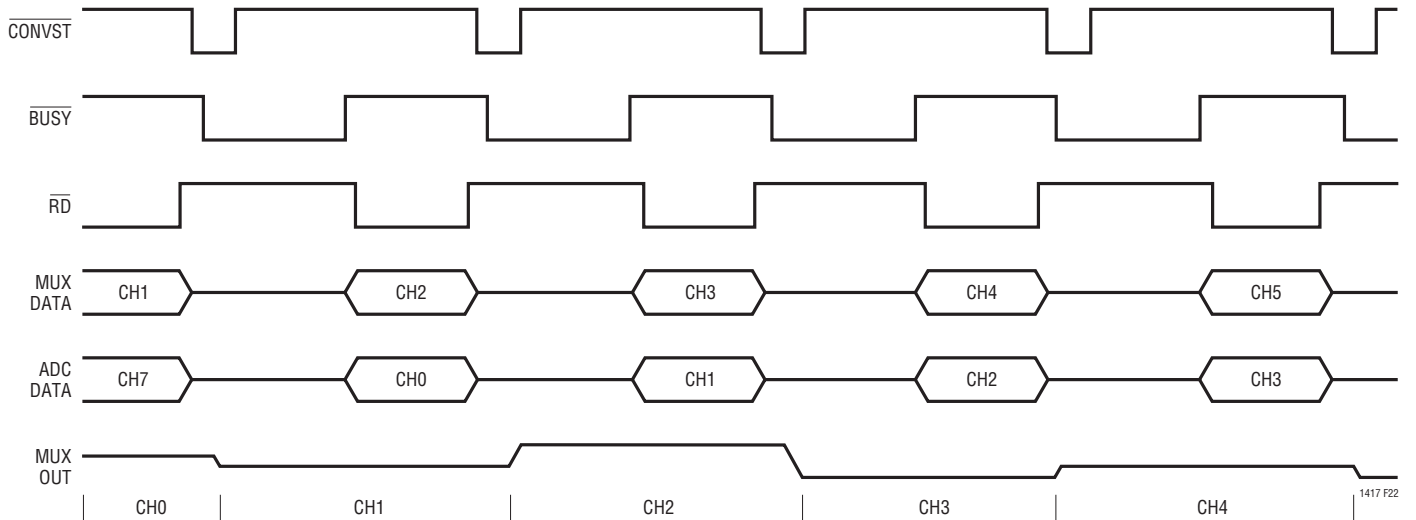 CONVST
BUSY
RD
MUX
DATA
CH1
CH2
CH3
CH4
CH5
ADC
DATA
CH7
CH0
CH1
CH2
CH3
MUX
OUT
CH0
CH1
CH2
CH3
CH4
1417 F22